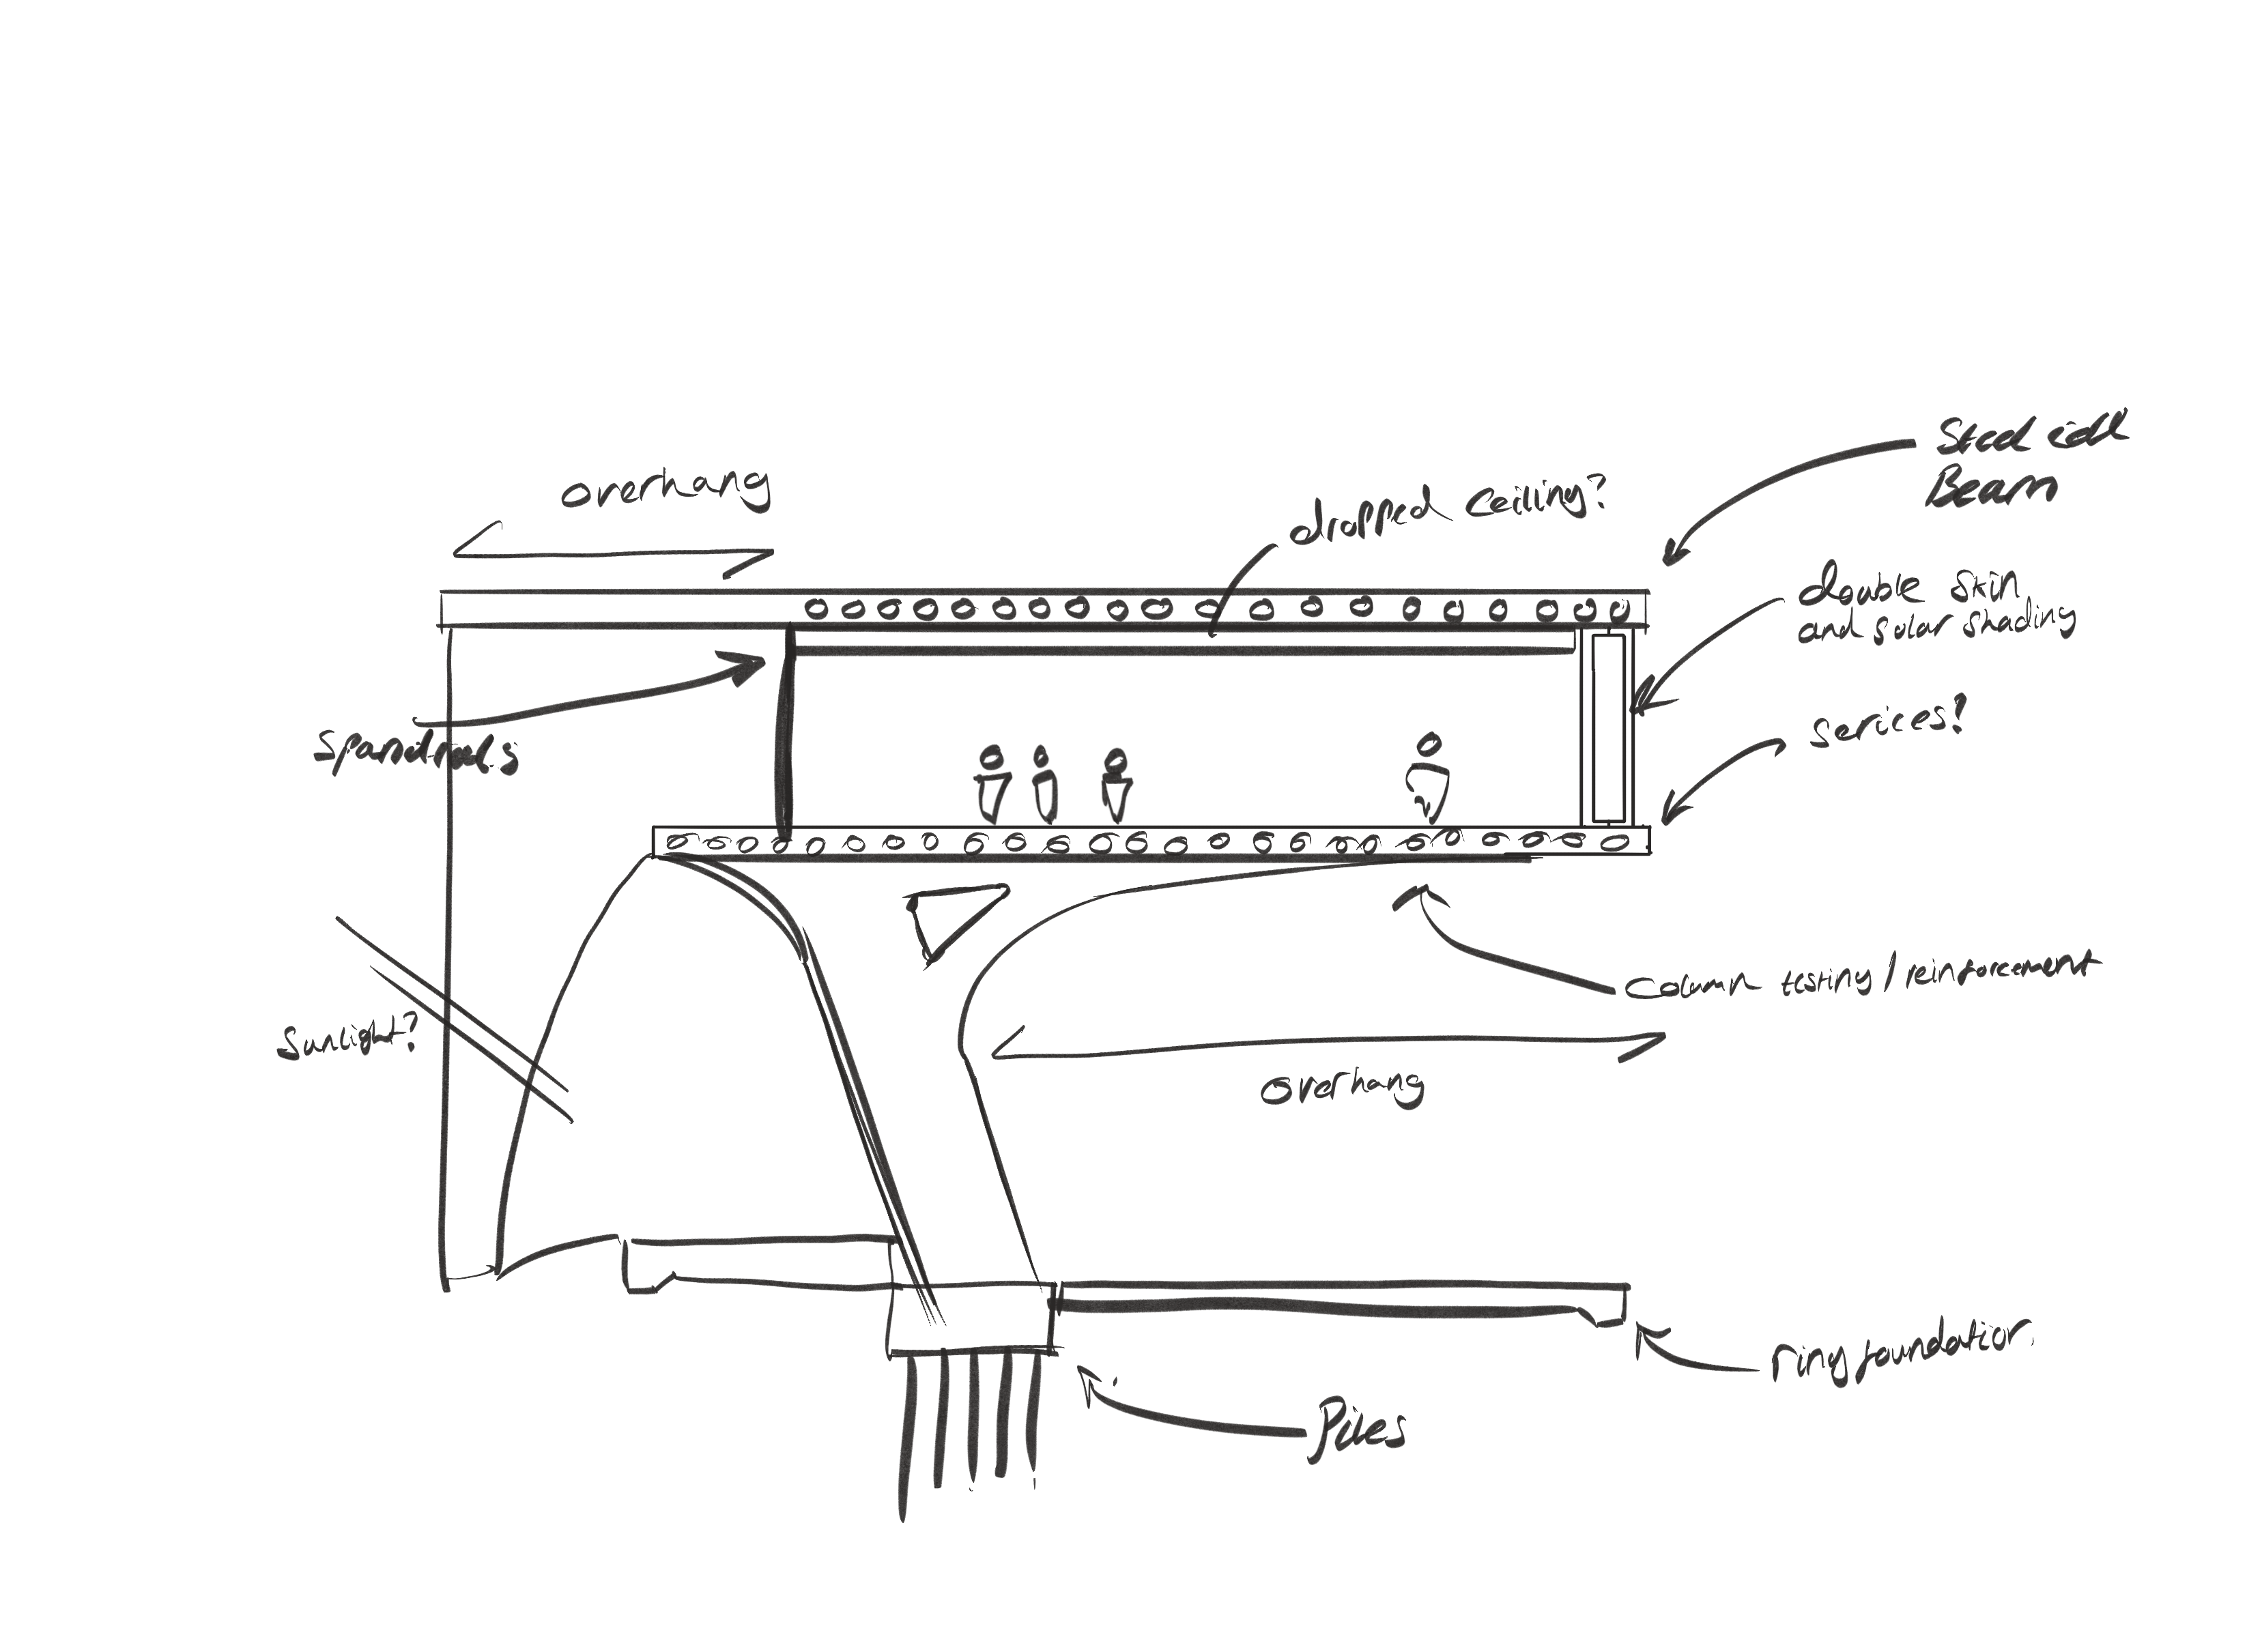 overhang
dropped ceiling?
Steel cell
Beam
double skin
and solar shading
serices?
Spandrels
Column testing / reinforcement
Sunlight?
overhang
ring foundation.
Piles